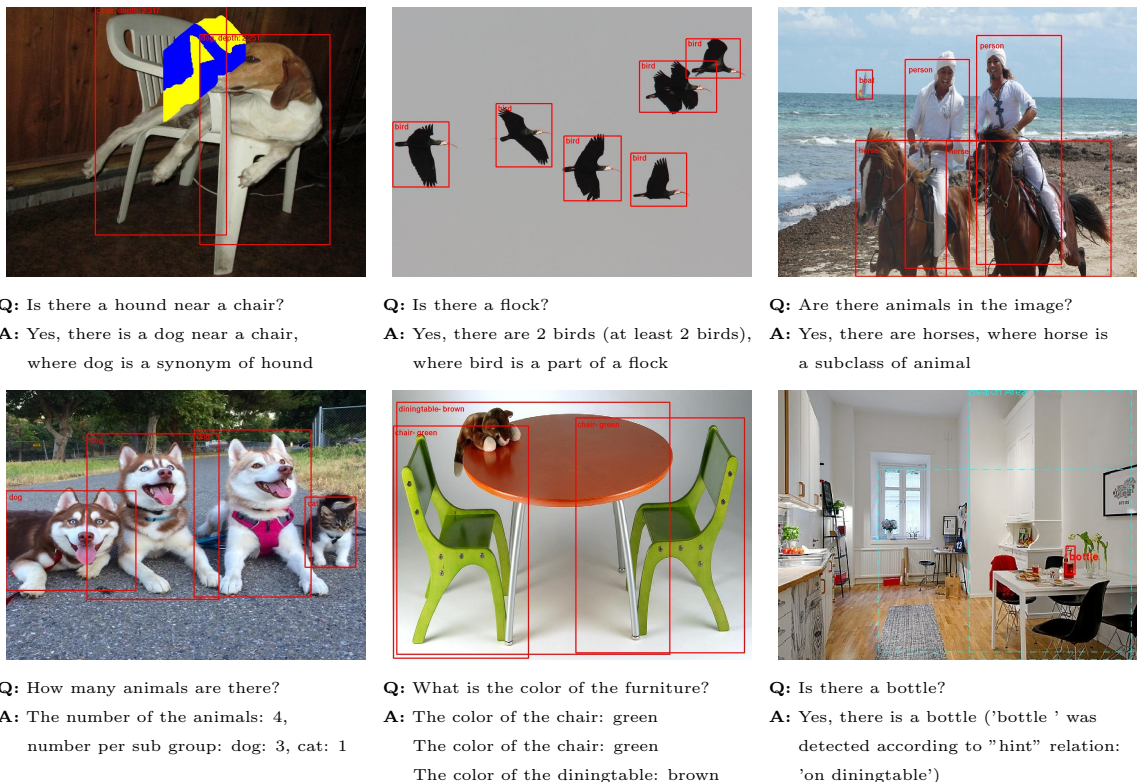 bird
bird
bird
bird
bird
bird
person
person
boat
horse
horse
Q: Is there a hound near a chair?
A: Yes, there is a dog near a chair,
where dog is a synonym of hound
Q: Is there a flock?
A: Yes, there are 2 birds (at least 2 birds),
where bird is a part of a flock
Q: Are there animals in the image?
A: Yes, there are horses, where horse is
a subclass of animal
dog
dog
cat
diningtable- brown
chair- green
chair- green
Search Area
bottle
Q: How many animals are there?
A: The number of the animals: 4,
number per sub group: dog: 3, cat: 1
Q: What is the color of the furniture?
A: The color of the chair: green
The color of the chair: green
The color of the diningtable: brown
Q: Is there a bottle?
A: Yes, there is a bottle ('bottle ' was
detected according to ”hint” relation:
'on diningtable')